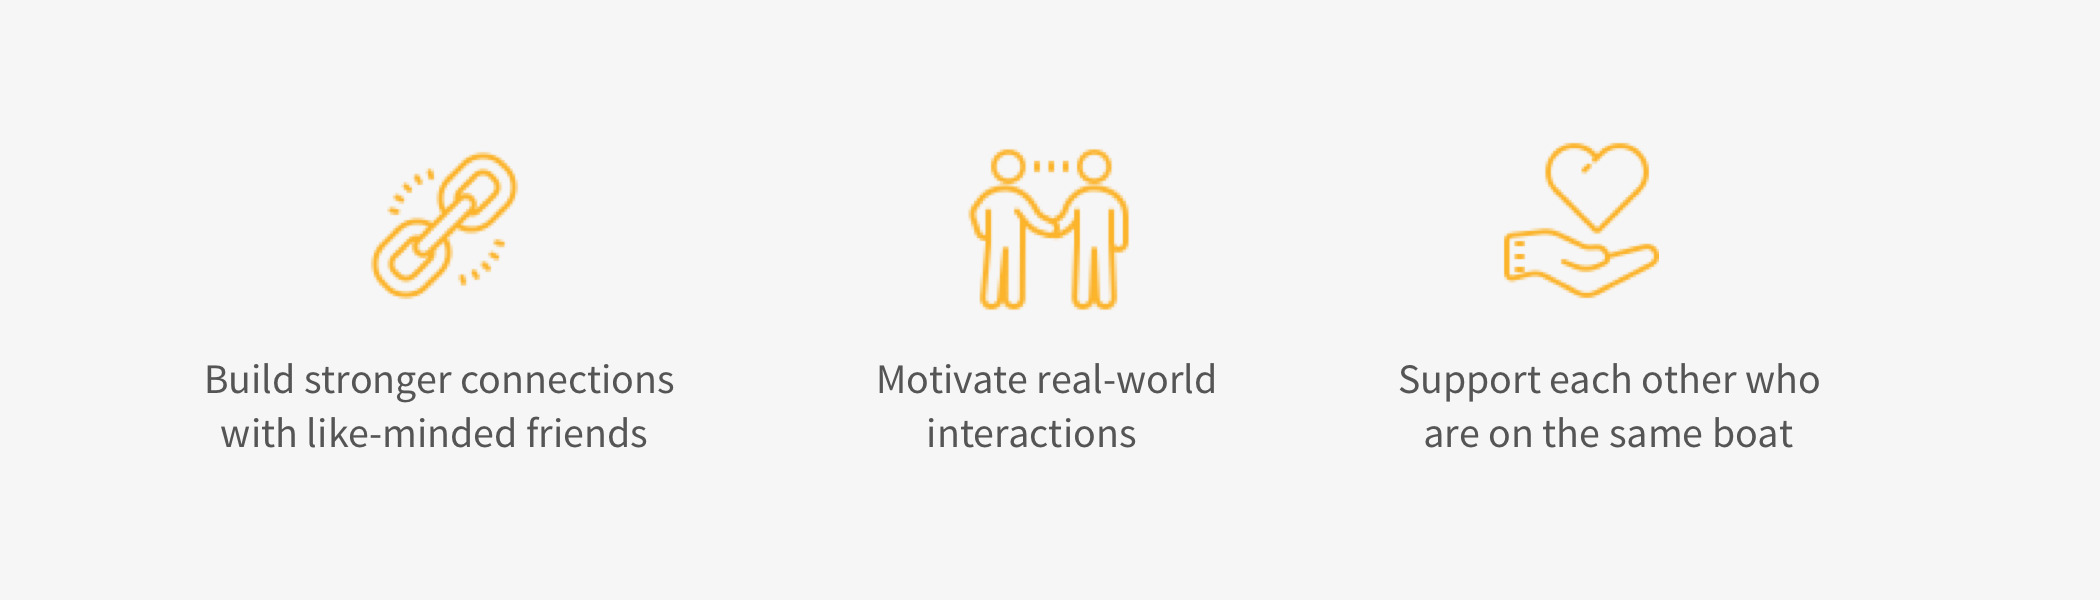 Build stronger connections
with like-minded friends
Motivate real-world
interactions
Support each other who
are on the same boat